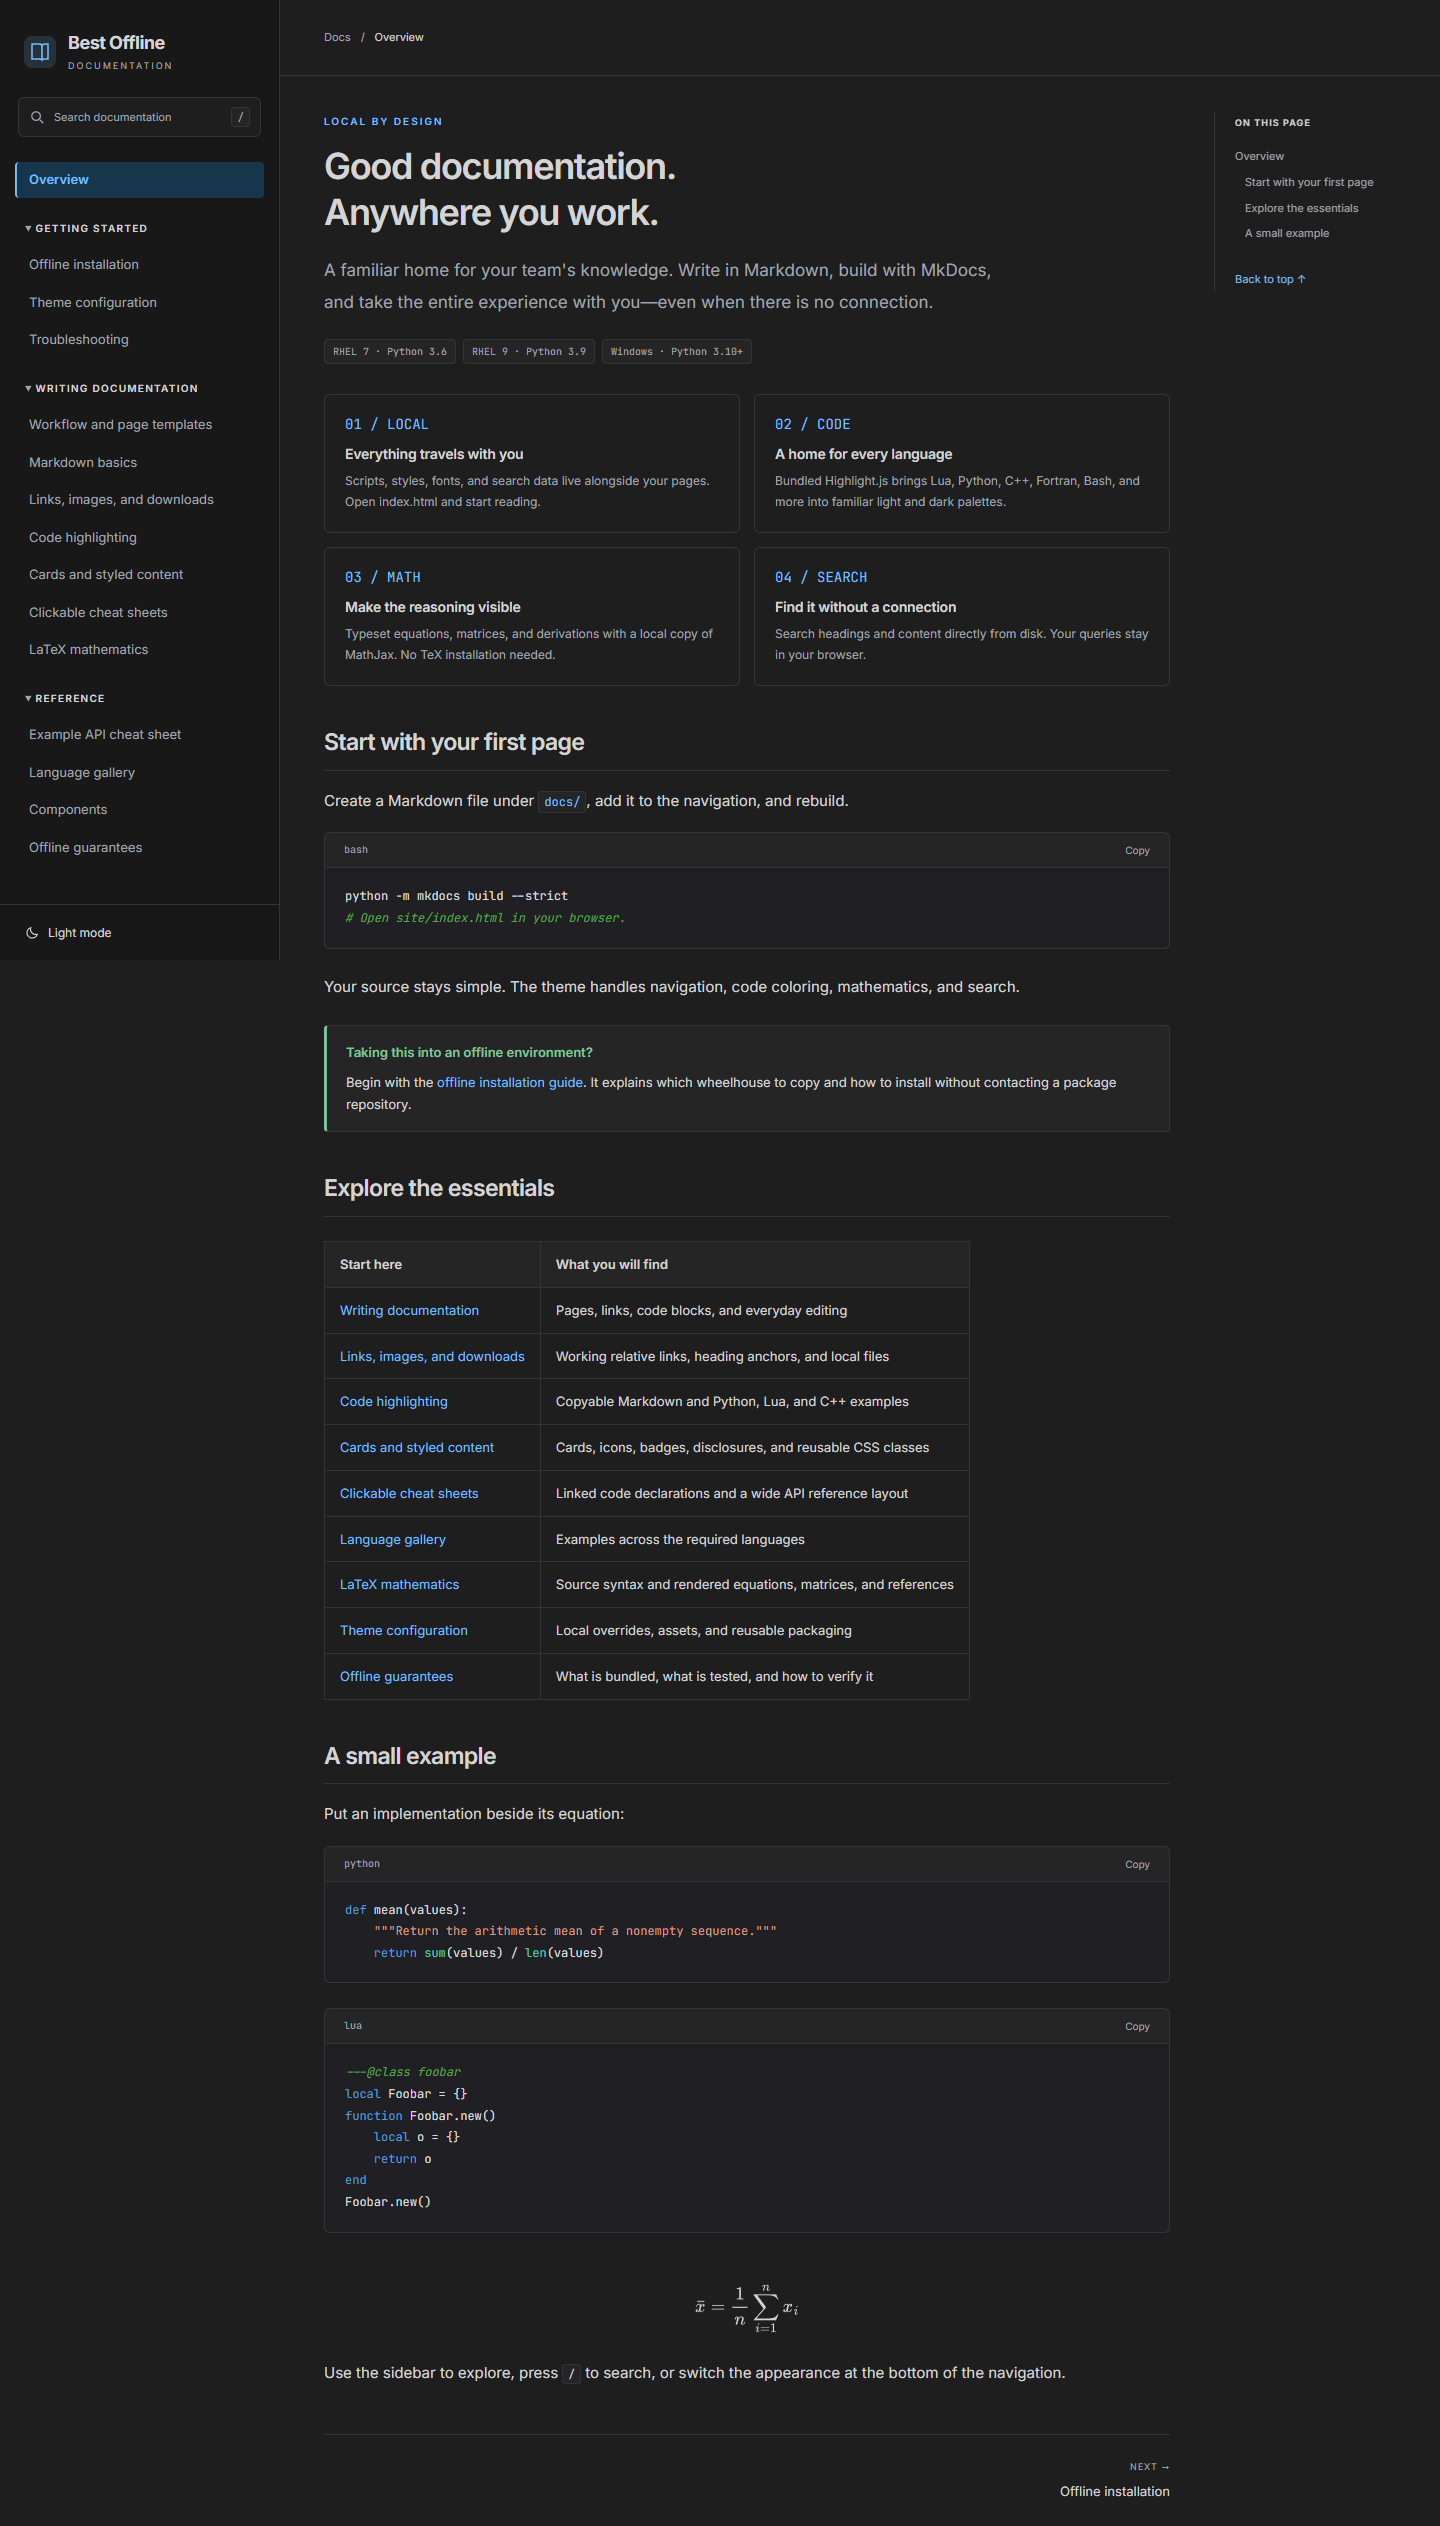 Best Offline
DOCUMENTATION
Search documentation /
Overview
GETTING STARTED
Offline installation
Theme configuration
Troubleshooting
WRITING DOCUMENTATION
Workflow and page templates
Markdown basics
Links, images, and downloads
Code highlighting
Cards and styled content
Clickable cheat sheets
LaTeX mathematics
REFERENCE
Example API cheat sheet
Language gallery
Components
Offline guarantees
Light mode
Docs / Overview
LOCAL BY DESIGN
Good documentation.
Anywhere you work.
A familiar home for your team's knowledge. Write in Markdown, build with MkDocs,
and take the entire experience with you—even when there is no connection.
RHEL 7 · Python 3.6 RHEL 9 · Python 3.9 Windows · Python 3.10+
01 / LOCAL
Everything travels with you
Scripts, styles, fonts, and search data live alongside your pages.
Open index.html and start reading.
02 / CODE
A home for every language
Bundled Highlight.js brings Lua, Python, C++, Fortran, Bash, and
more into familiar light and dark palettes.
03 / MATH
Make the reasoning visible
Typeset equations, matrices, and derivations with a local copy of
MathJax. No TeX installation needed.
04 / SEARCH
Find it without a connection
Search headings and content directly from disk. Your queries stay
in your browser.
Start with your first page
Create a Markdown file under docs/, add it to the navigation, and rebuild.
bash Copy
python -m mkdocs build --strict
# Open site/index.html in your browser.
Your source stays simple. The theme handles navigation, code coloring, mathematics, and search.
Taking this into an offline environment?
Begin with the offline installation guide. It explains which wheelhouse to copy and how to install without contacting a package
repository.
Explore the essentials
Start here What you will find
Writing documentation Pages, links, code blocks, and everyday editing
Links, images, and downloads Working relative links, heading anchors, and local files
Code highlighting Copyable Markdown and Python, Lua, and C++ examples
Cards and styled content Cards, icons, badges, disclosures, and reusable CSS classes
Clickable cheat sheets Linked code declarations and a wide API reference layout
Language gallery Examples across the required languages
LaTeX mathematics Source syntax and rendered equations, matrices, and references
Theme configuration Local overrides, assets, and reusable packaging
Offline guarantees What is bundled, what is tested, and how to verify it
A small example
Put an implementation beside its equation:
python Copy
def mean(values):
    """Return the arithmetic mean of a nonempty sequence."""
    return sum(values) / len(values)
lua Copy
---@class foobar
local Foobar = {}
function Foobar.new()
    local o = {}
    return o
end
Foobar.new()
x̄ = 1/n ∑_{i=1}^{n} x_i
Use the sidebar to explore, press / to search, or switch the appearance at the bottom of the navigation.
NEXT →
Offline installation
ON THIS PAGE
Overview
Start with your first page
Explore the essentials
A small example
Back to top ↑